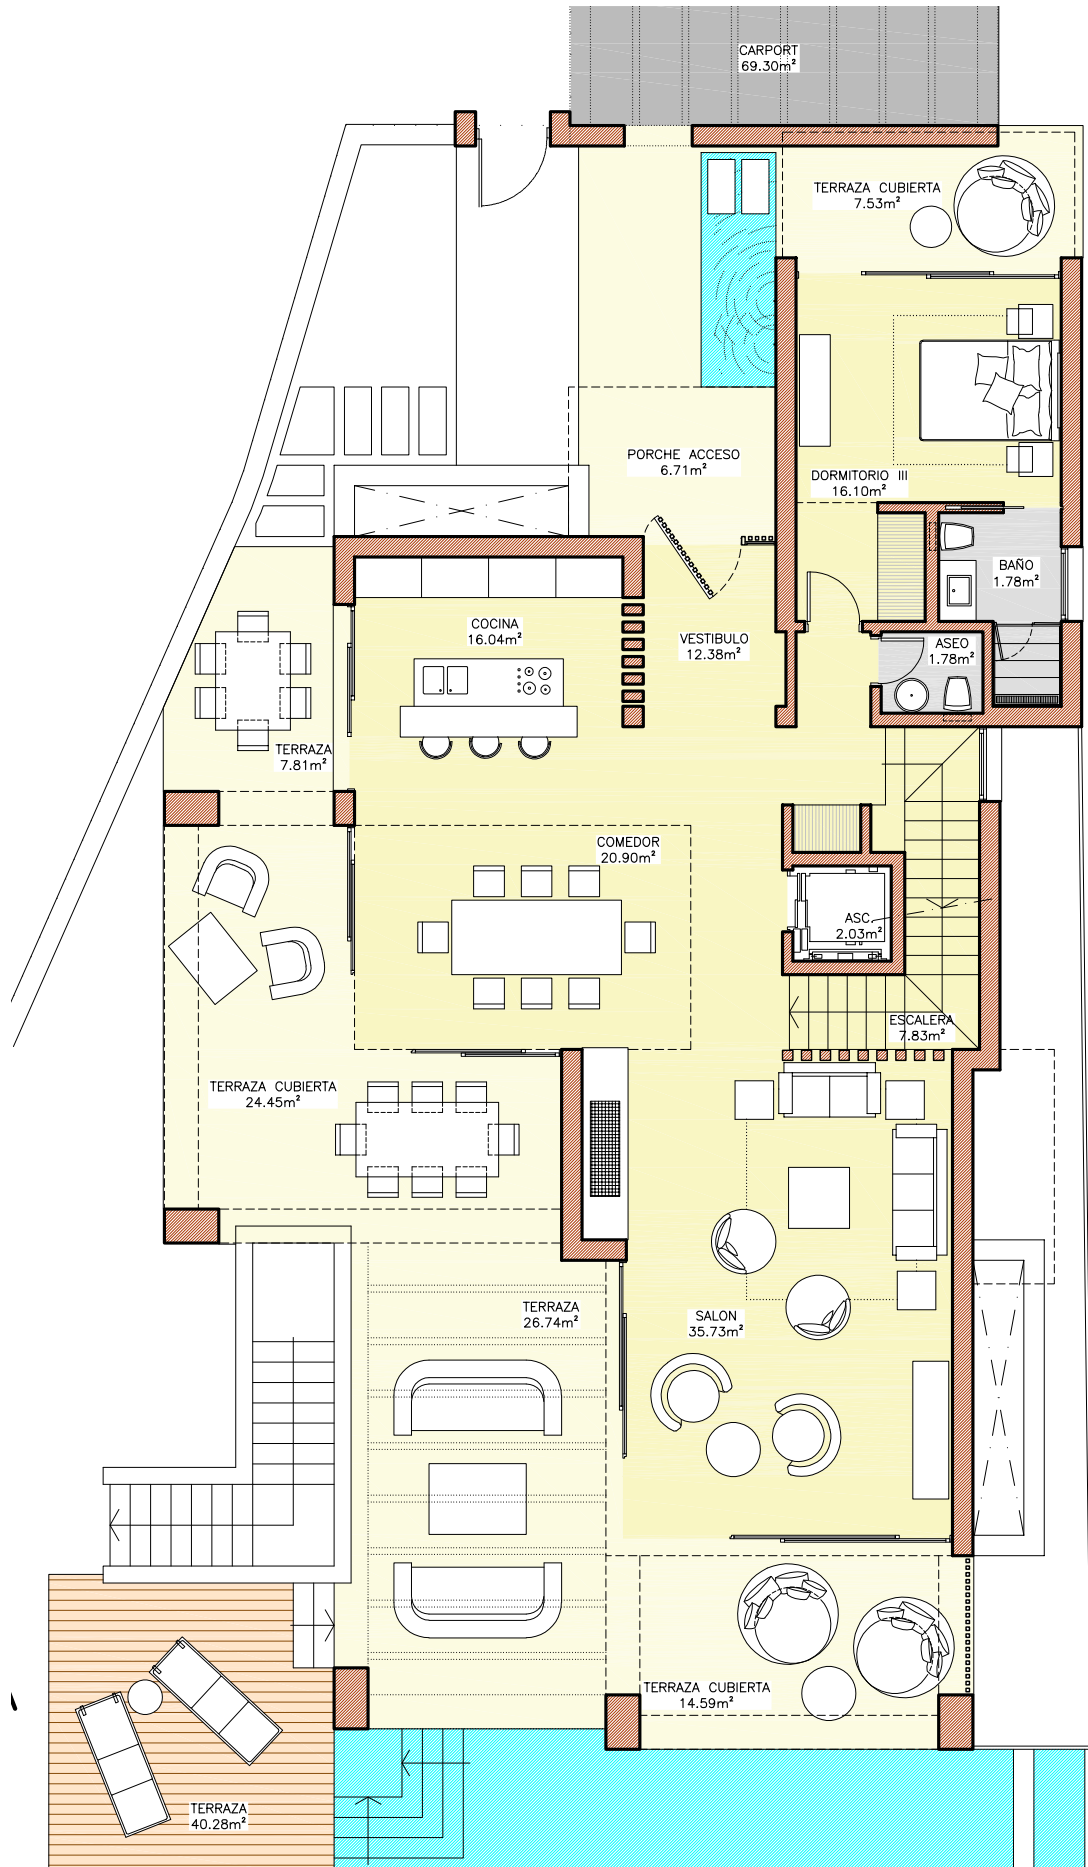 CARPORT
69.30m²
TERRAZA CUBIERTA
7.53m²
PORCHE ACCESO
6.71m²
DORMITORIO III
16.10m²
BAÑO
1.78m²
COCINA
16.04m²
VESTIBULO
12.38m²
ASEO
1.78m²
TERRAZA
7.81m²
COMEDOR
20.90m²
ASC.
2.03m²
ESCALERA
7.83m²
TERRAZA CUBIERTA
24.45m²
TERRAZA
26.74m²
SALON
35.73m²
TERRAZA CUBIERTA
14.59m²
TERRAZA
40.28m²